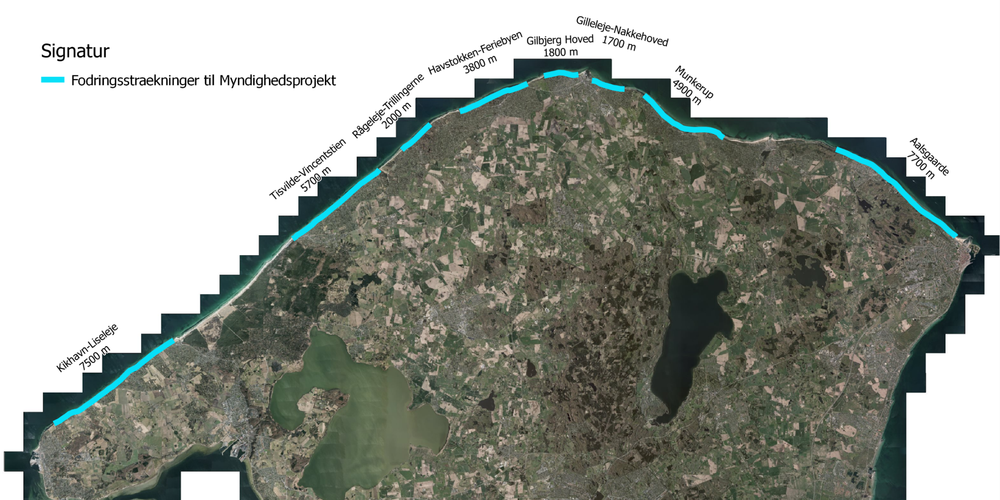 Signatur
Fodringsstraekninger til Myndighedsprojekt
Kikhavn-Liseleje
7500 m
Tisvilde-Vincentstien
5700 m
Rågeleje-Trillingerne
2000 m
Havstokken-Feriebyen
3800 m
Gilbjerg Hoved
1800 m
Gilleleje-Nakkehoved
1700 m
Munkerup
4900 m
Aalsgaarde
7700 m